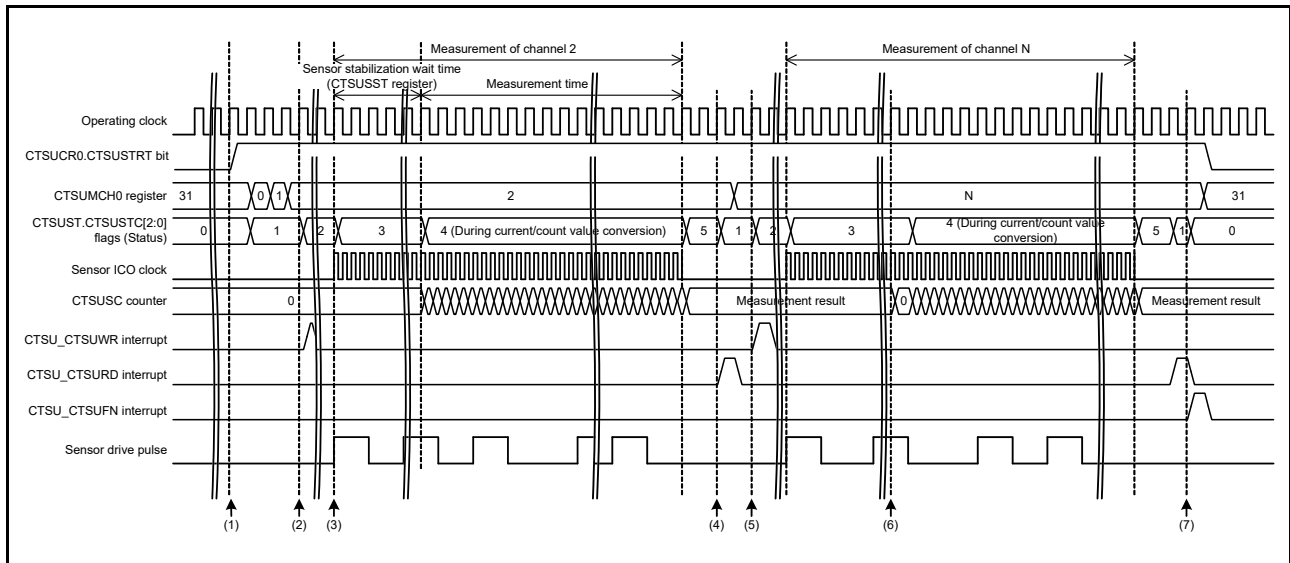 Measurement of channel 2 Measurement of channel N
Sensor stabilization wait time
(CTSUSST register) Measurement time
Operating clock
CTSUCR0.CTSUSTRT bit
CTSUMCH0 register 31 0 1 2 N 31
CTSUST.CTSUSTC[2:0]
flags (Status) 0 1 2 3 4 (During current/count value conversion) 5 1 2 3 4 (During current/count value
conversion) 5 1 0
Sensor ICO clock
CTSUSC counter 0 Measurement result 0 Measurement result
CTSU_CTSUWR interrupt
CTSU_CTSURD interrupt
CTSU_CTSUFN interrupt
Sensor drive pulse
(1) (2) (3) (4) (5) (6) (7)